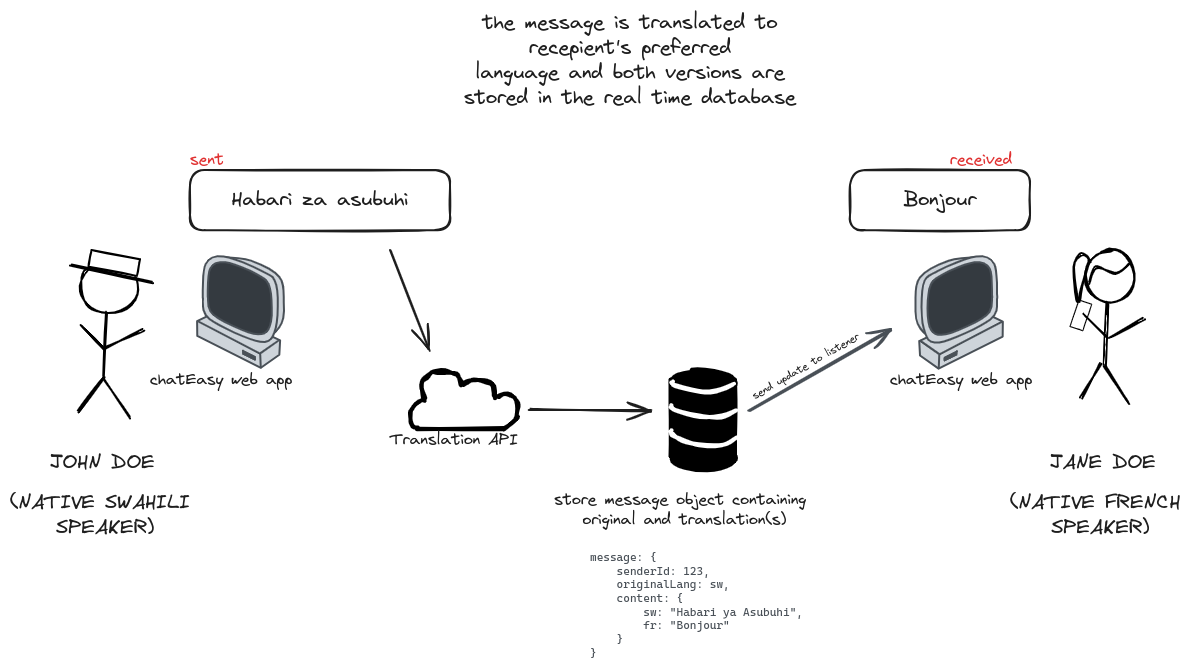 the message is translated to
recepient's preferred
language and both versions are
stored in the real time database
sent
Habari za asubuhi
received
Bonjour
chatEasy web app
Translation API
send update to listener
chatEasy web app
JOHN DOE
(NATIVE SWAHILI
SPEAKER)
JANE DOE
(NATIVE FRENCH
SPEAKER)
store message object containing
original and translation(s)
message: {
    senderId: 123,
    originalLang: sw,
    content: {
        sw: "Habari ya Asubuhi",
        fr: "Bonjour"
    }
}